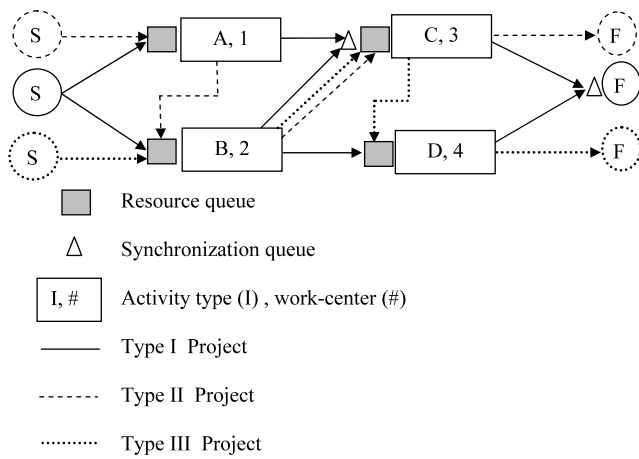 S
A, 1
C, 3
F
S
F
S
B, 2
D, 4
F
Resource queue
Synchronization queue
I, #
Activity type (I) , work-center (#)
Type I Project
Type II Project
Type III Project